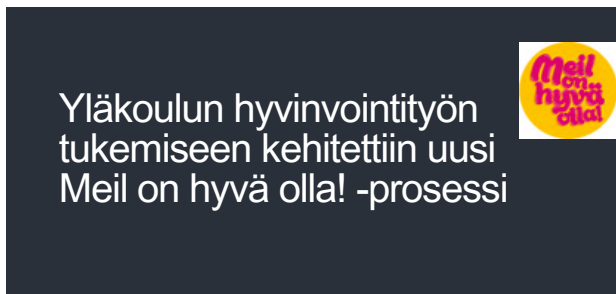 Meil
on
hyvä
olla!
Yläkoulun hyvinvointityön
tukemiseen kehitettiin uusi
Meil on hyvä olla! -prosessi